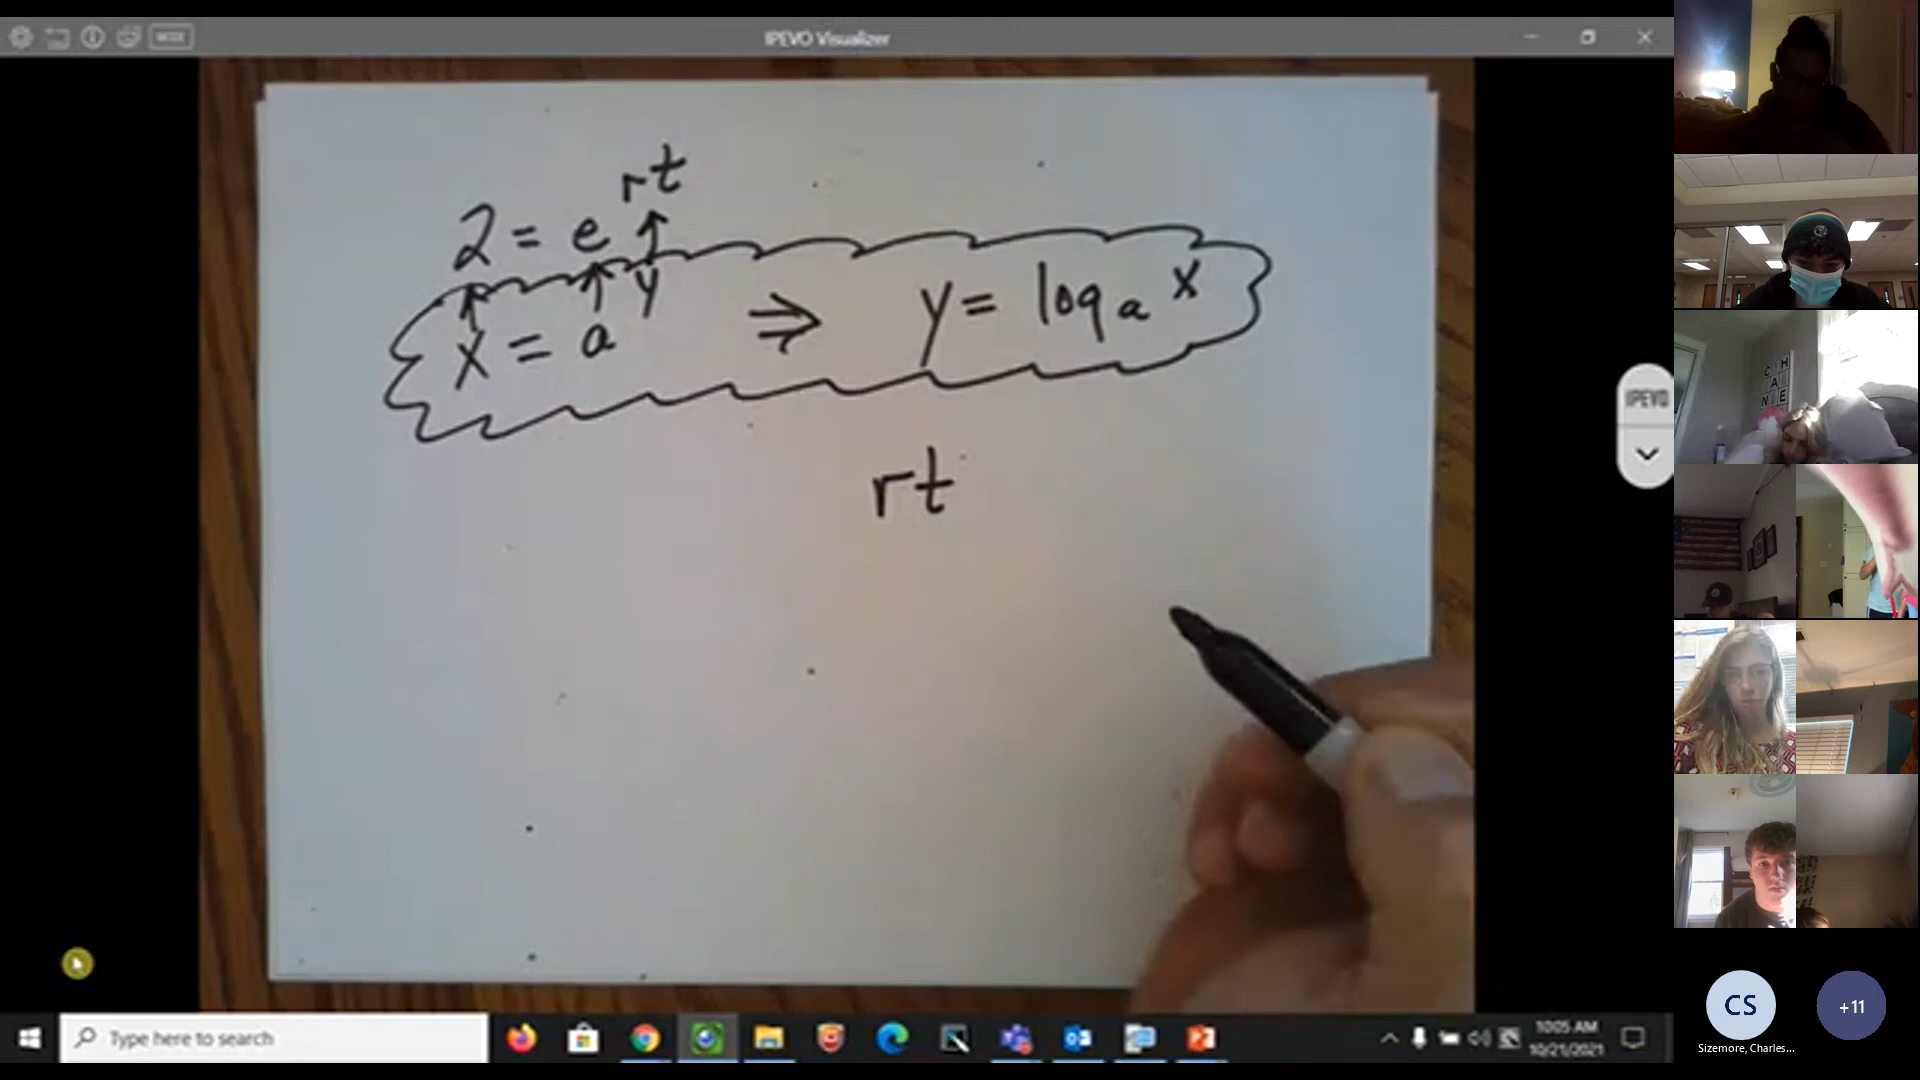 IPEVO Visualizer
2 = e^rt
y
x = a ⇒ y = log_a x
rt
IPEVO
C H
A
N E
CS
+11
Sizemore, Charles...
Type here to search
10:05 AM
10/21/2021